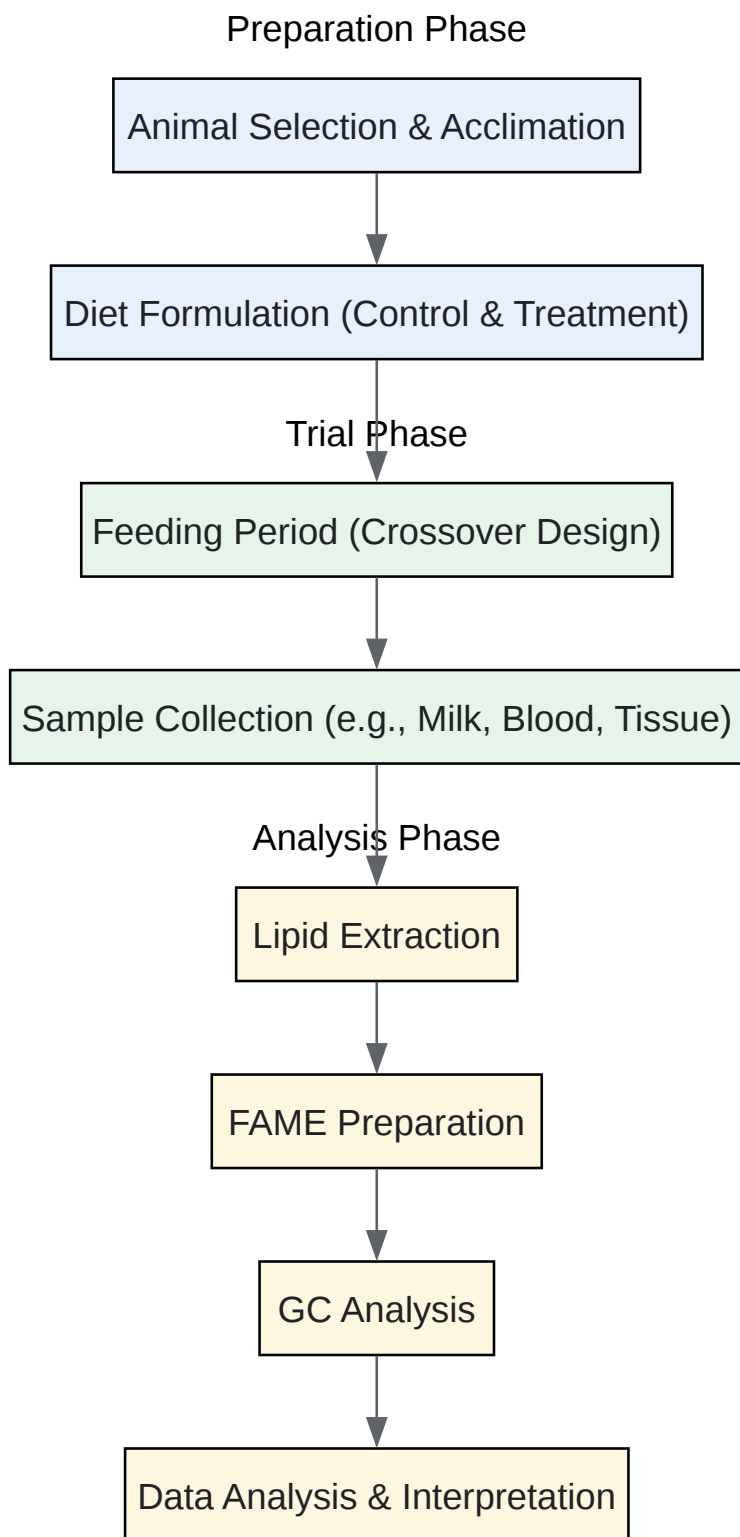 Preparation Phase
Animal Selection & Acclimation
Diet Formulation (Control & Treatment)
Trial Phase
Feeding Period (Crossover Design)
Sample Collection (e.g., Milk, Blood, Tissue)
Analysis Phase
Lipid Extraction
FAME Preparation
GC Analysis
Data Analysis & Interpretation